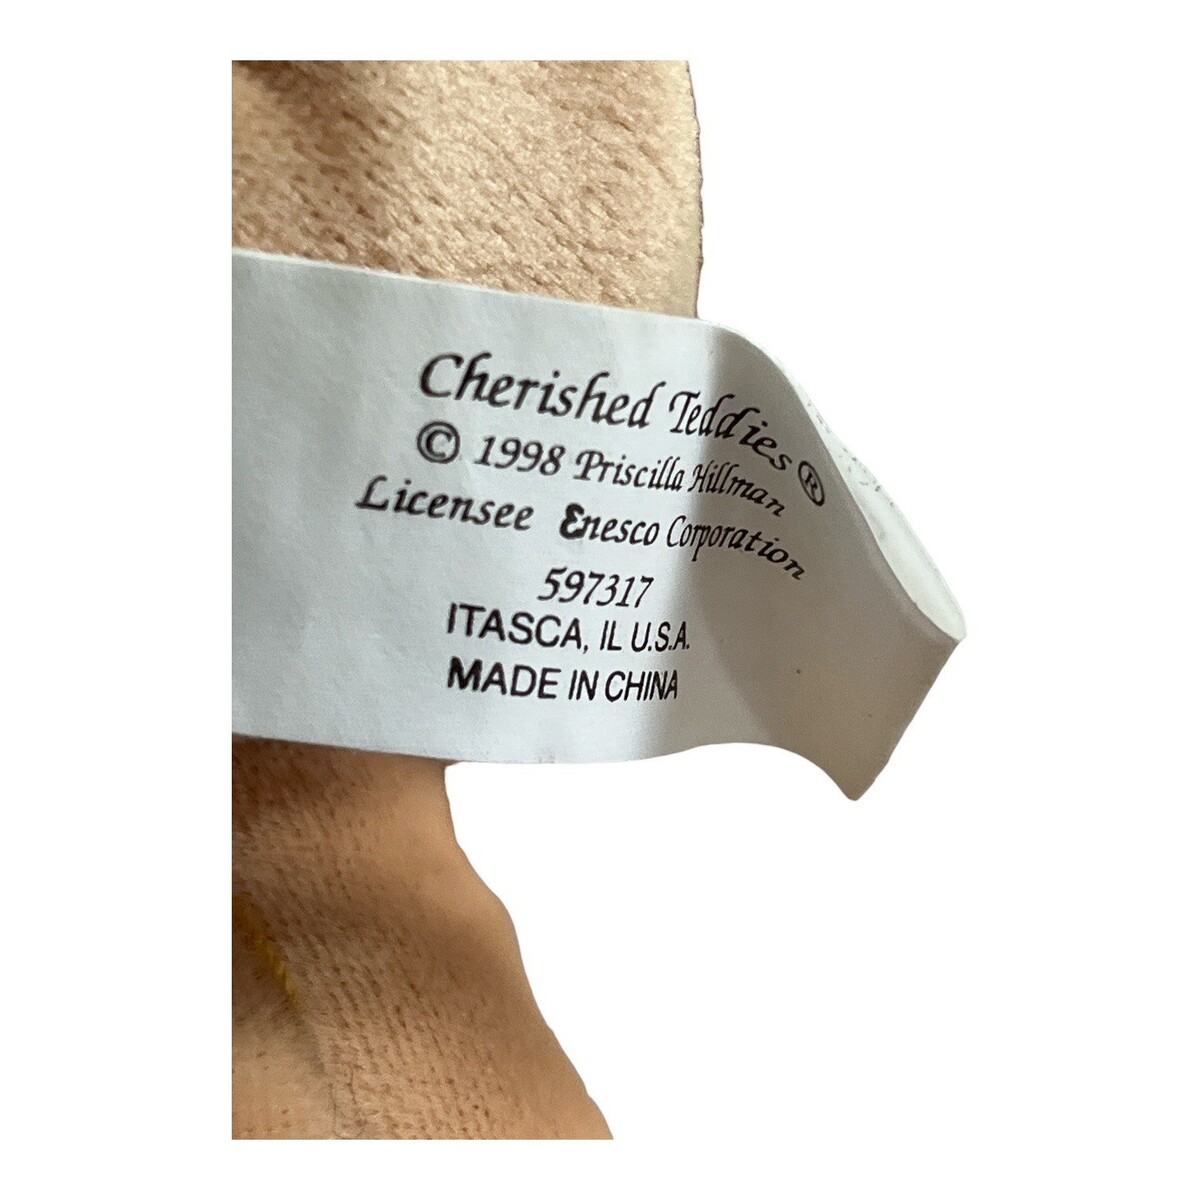 Cherished Teddies®
© 1998 Priscilla Hillman
Licensee Enesco Corporation
597317
ITASCA, IL U.S.A.
MADE IN CHINA